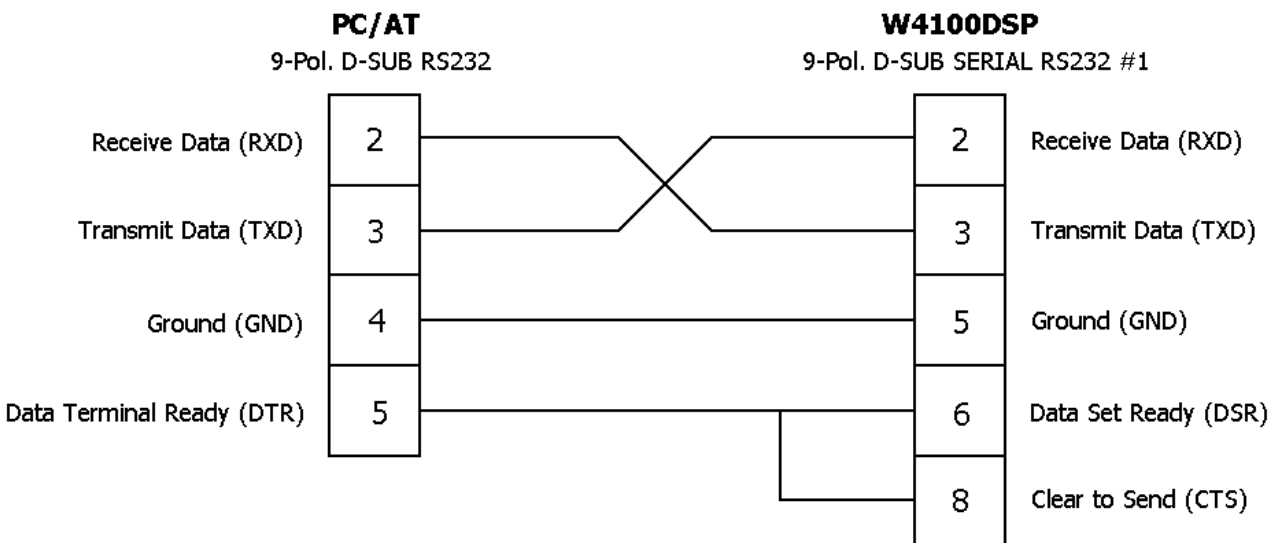 PC/AT
9-Pol. D-SUB RS232
W4100DSP
9-Pol. D-SUB SERIAL RS232 #1
Receive Data (RXD) 2 2 Receive Data (RXD)
Transmit Data (TXD) 3 3 Transmit Data (TXD)
Ground (GND) 4 5 Ground (GND)
Data Terminal Ready (DTR) 5 6 Data Set Ready (DSR)
8 Clear to Send (CTS)